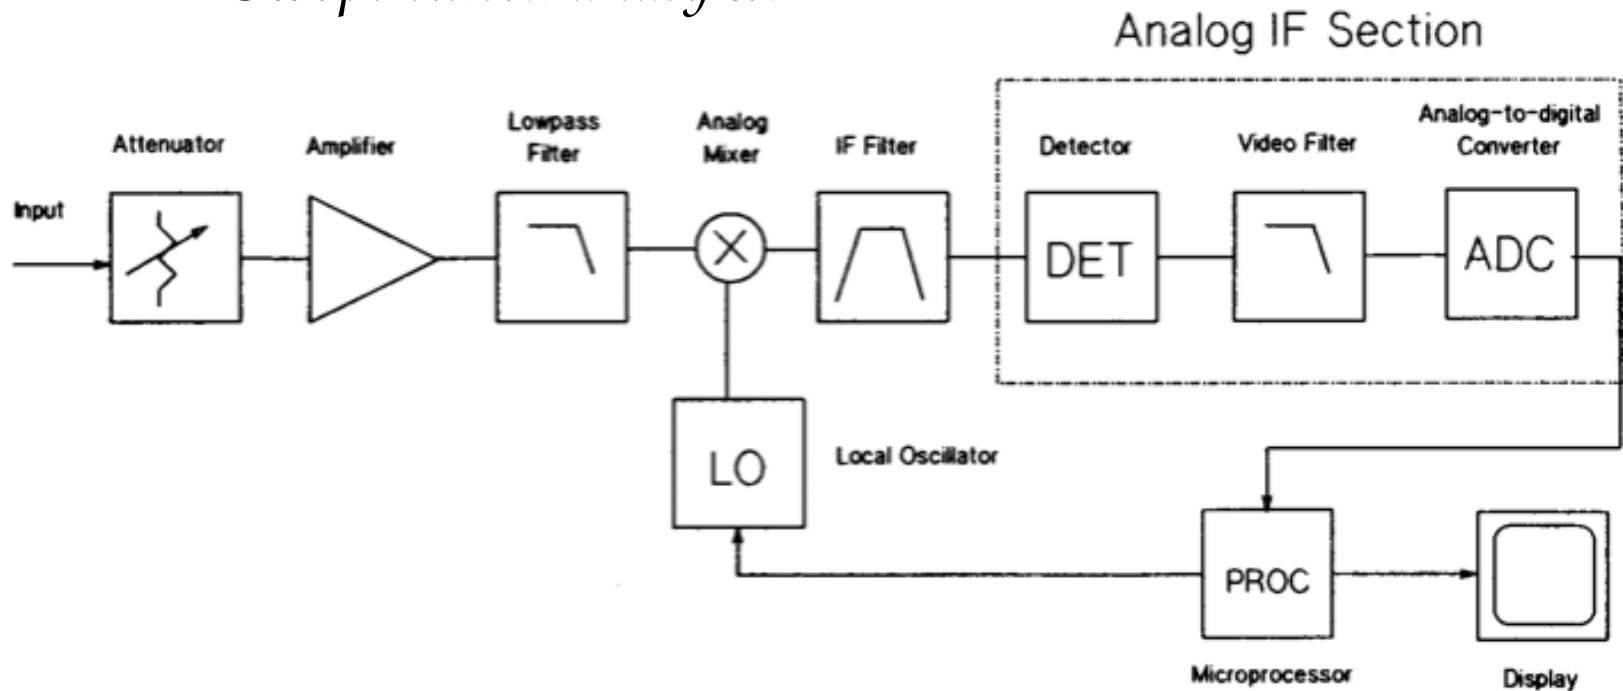 Analog IF Section
Input
Attenuator
Amplifier
Lowpass
Filter
Analog
Mixer
IF Filter
Detector
Video Filter
Analog-to-digital
Converter
DET
ADC
LO
Local Oscillator
PROC
Microprocessor
Display